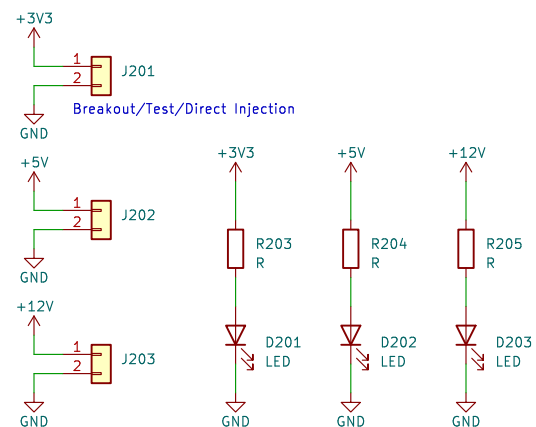 +3V3
1
2
J201
Breakout/Test/Direct Injection
GND
+5V
1
2
J202
GND
+12V
1
2
J203
GND
+3V3
R203
R
D201
LED
GND
+5V
R204
R
D202
LED
GND
+12V
R205
R
D203
LED
GND